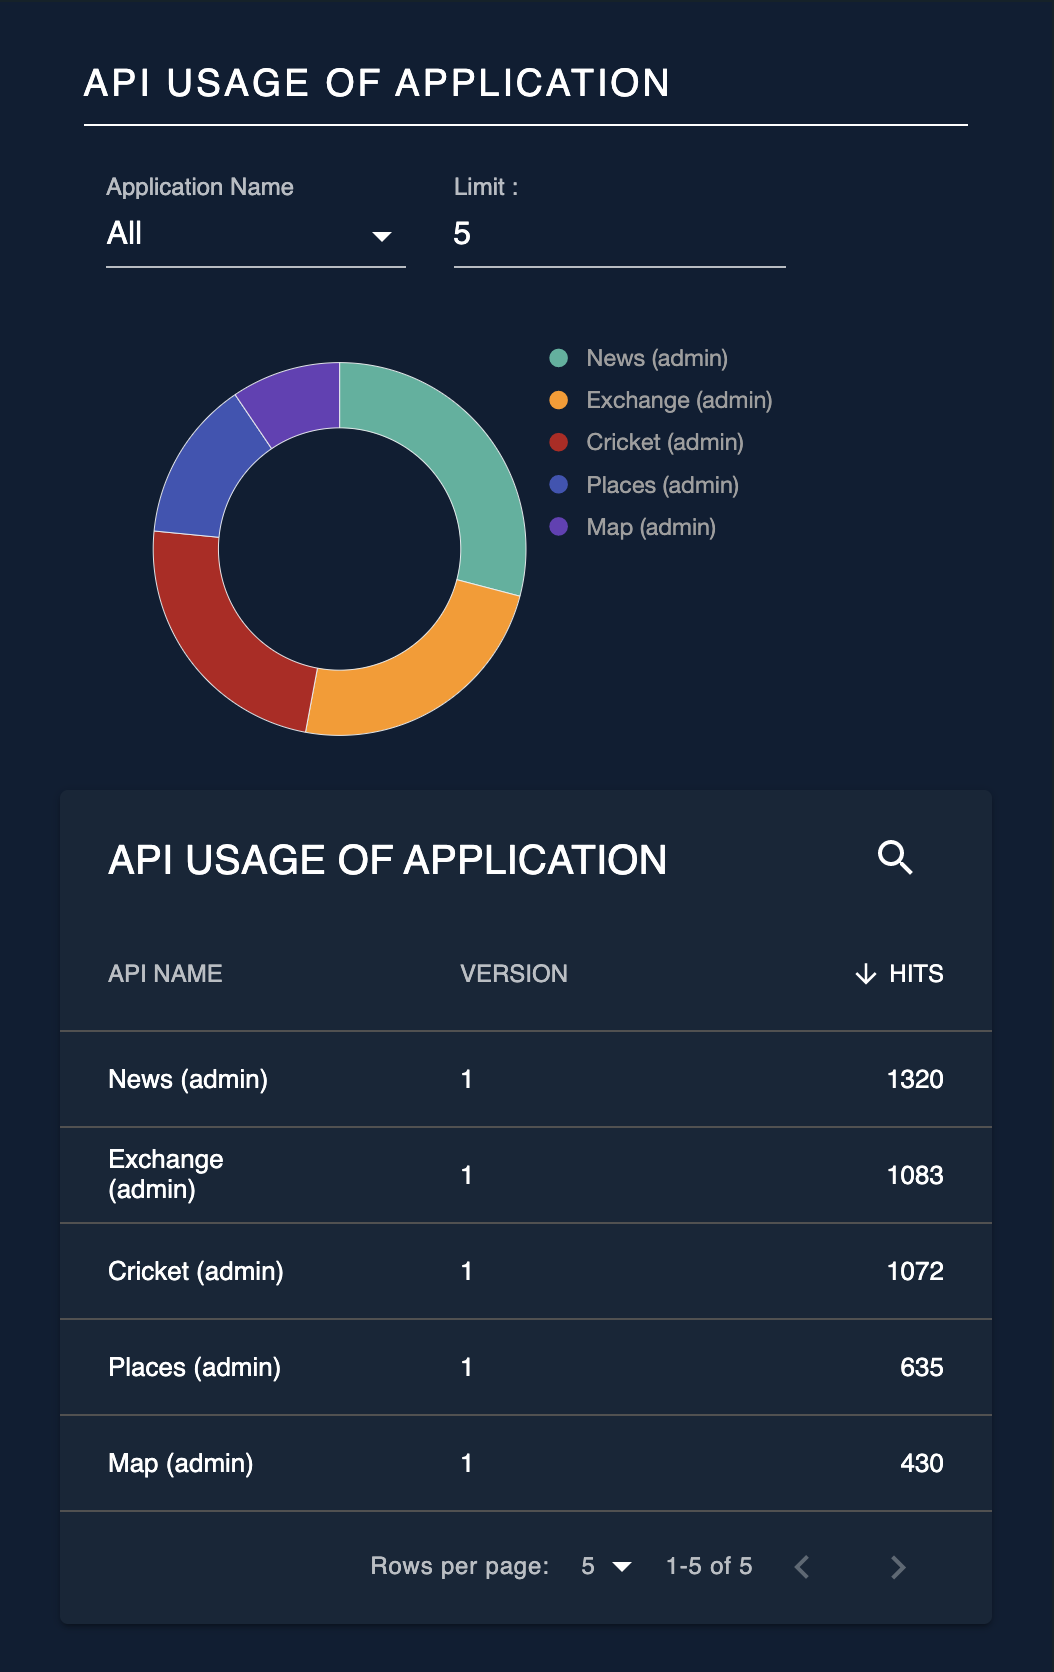 API USAGE OF APPLICATION
Application Name
Limit :
All
5
News (admin)
Exchange (admin)
Cricket (admin)
Places (admin)
Map (admin)
API USAGE OF APPLICATION
API NAME VERSION HITS
News (admin) 1 1320
Exchange
(admin) 1 1083
Cricket (admin) 1 1072
Places (admin) 1 635
Map (admin) 1 430
Rows per page: 5 1-5 of 5